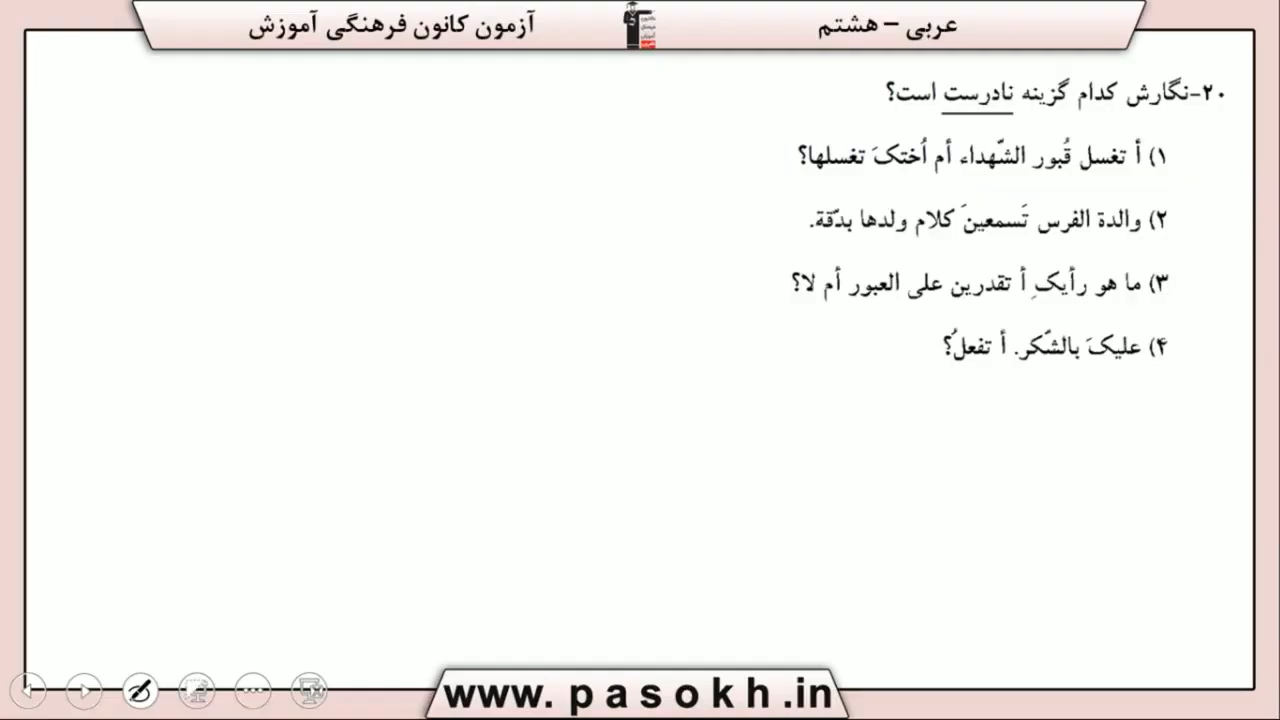 عربی – هشتم
آزمون کانون فرهنگی آموزش
۲۰-نگارش کدام گزینه نادرست است؟
۱) أ تغسل قُبور الشّهداء أم اُختکَ تغسلها؟
۲) والدة الفرس تَسمعینَ کلام ولدها بدّقة.
۳) ما هو رأیکِ أ تقدرین علی العبور أم لا؟
۴) علیکَ بالشّکر. أ تفعلُ؟
www. p a s o k h .in